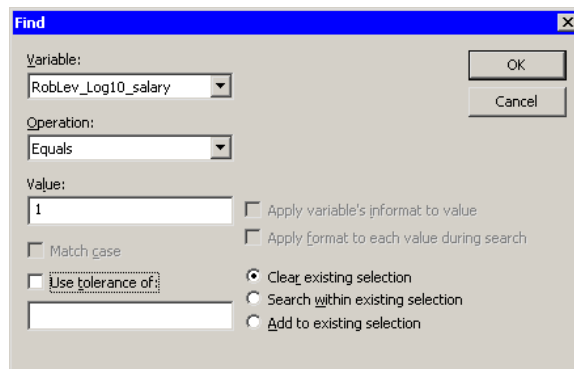 Find
Variable:
RobLev_Log10_salary
OK
Cancel
Operation:
Equals
Value:
1
Apply variable's informat to value
Apply format to each value during search
Match case
Use tolerance of:
Clear existing selection
Search within existing selection
Add to existing selection